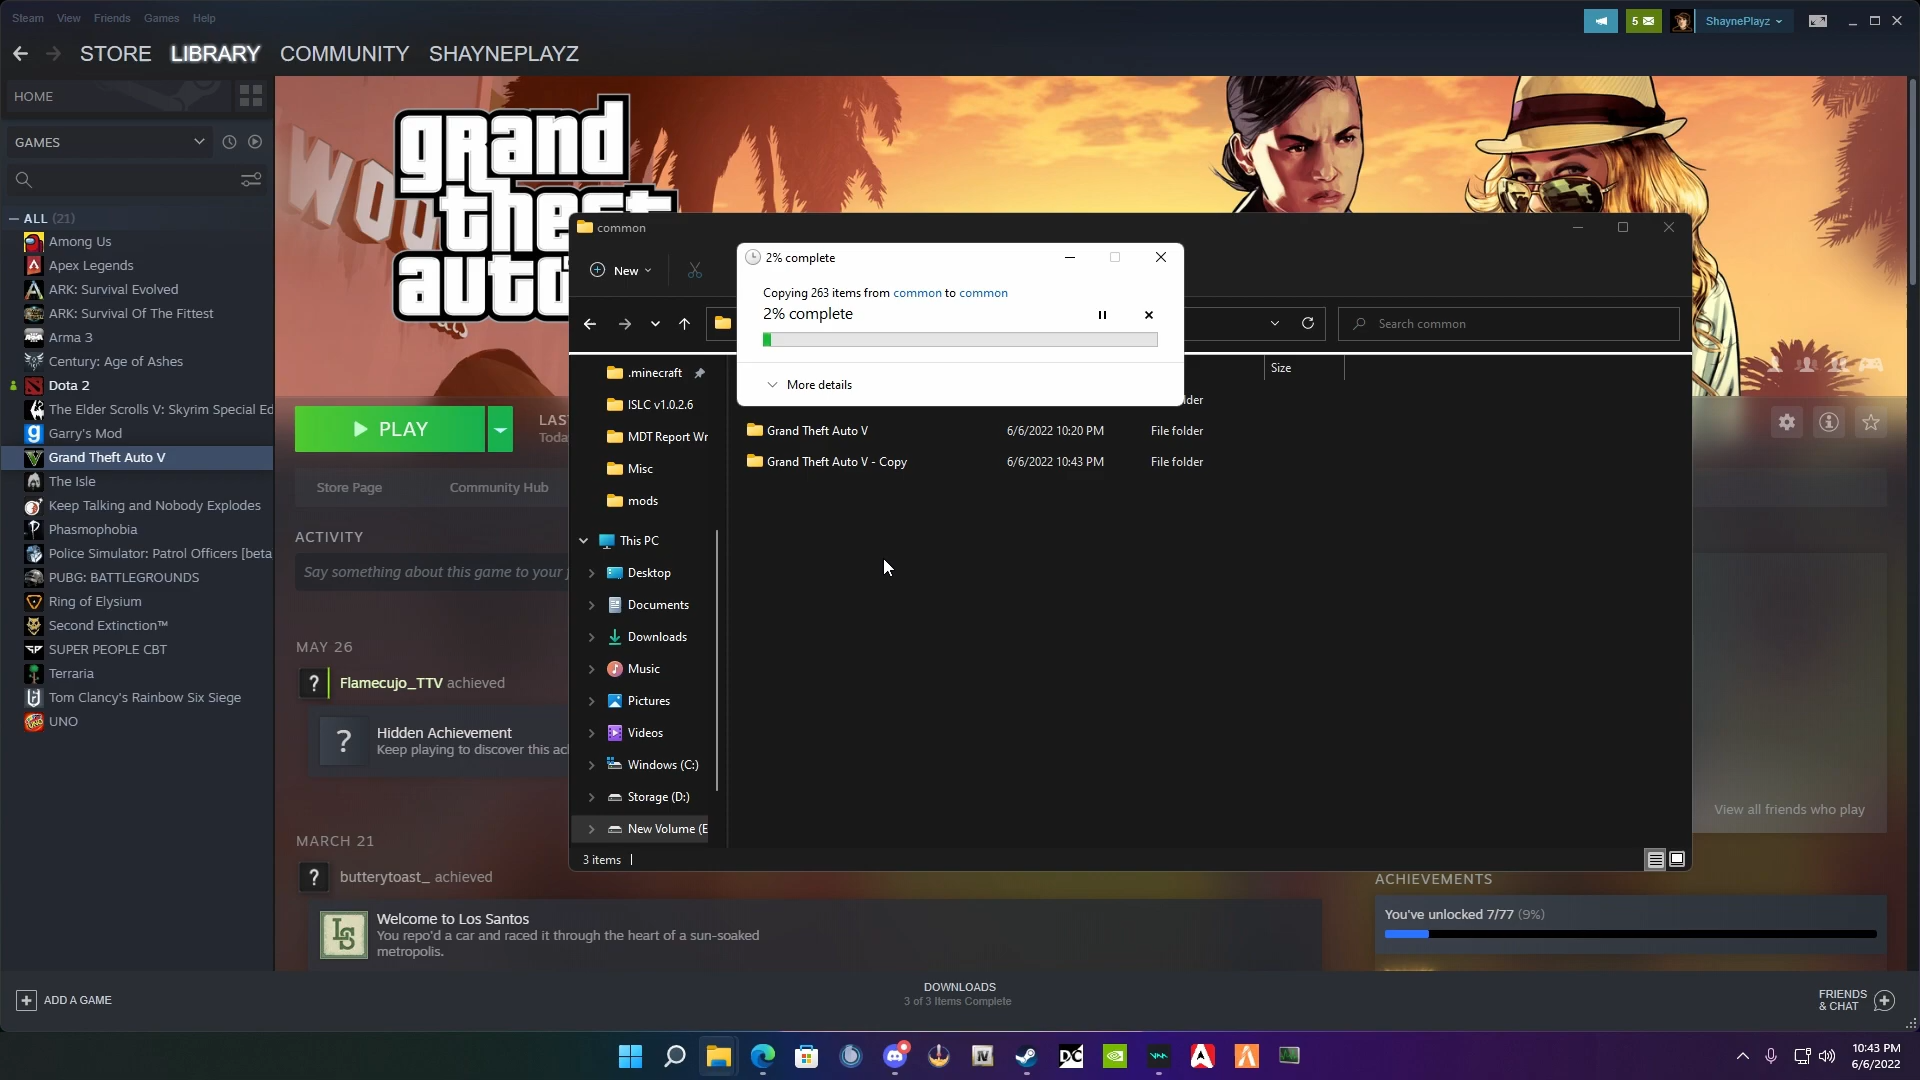 Steam View Friends Games Help
5
ShaynePlayz
STORE LIBRARY COMMUNITY SHAYNEPLAYZ
HOME
GAMES
ALL (21)
Among Us
Apex Legends
ARK: Survival Evolved
ARK: Survival Of The Fittest
Arma 3
Century: Age of Ashes
Dota 2
The Elder Scrolls V: Skyrim Special Ed
Garry's Mod
Grand Theft Auto V
The Isle
Keep Talking and Nobody Explodes
Phasmophobia
Police Simulator: Patrol Officers [beta
PUBG: BATTLEGROUNDS
Ring of Elysium
Second Extinction™
SUPER PEOPLE CBT
Terraria
Tom Clancy's Rainbow Six Siege
UNO
grand
theft
auto
PLAY
LAS
Toda
Store Page
Community Hub
ACTIVITY
Say something about this game to your f
MAY 26
Flamecujo_TTV achieved
Hidden Achievement
Keep playing to discover this ac
MARCH 21
butterytoast_ achieved
LS
Welcome to Los Santos
You repo'd a car and raced it through the heart of a sun-soaked
metropolis.
common
New
Search common
2% complete
Copying 263 items from common to common
2% complete
More details
Size
lder
Grand Theft Auto V 6/6/2022 10:20 PM File folder
Grand Theft Auto V - Copy 6/6/2022 10:43 PM File folder
.minecraft
ISLC v1.0.2.6
MDT Report Wr
Misc
mods
This PC
Desktop
Documents
Downloads
Music
Pictures
Videos
Windows (C:)
Storage (D:)
New Volume (E
3 items
View all friends who play
ACHIEVEMENTS
You've unlocked 7/77 (9%)
ADD A GAME
DOWNLOADS
3 of 3 Items Complete
FRIENDS
& CHAT
IV
DC
10:43 PM
6/6/2022